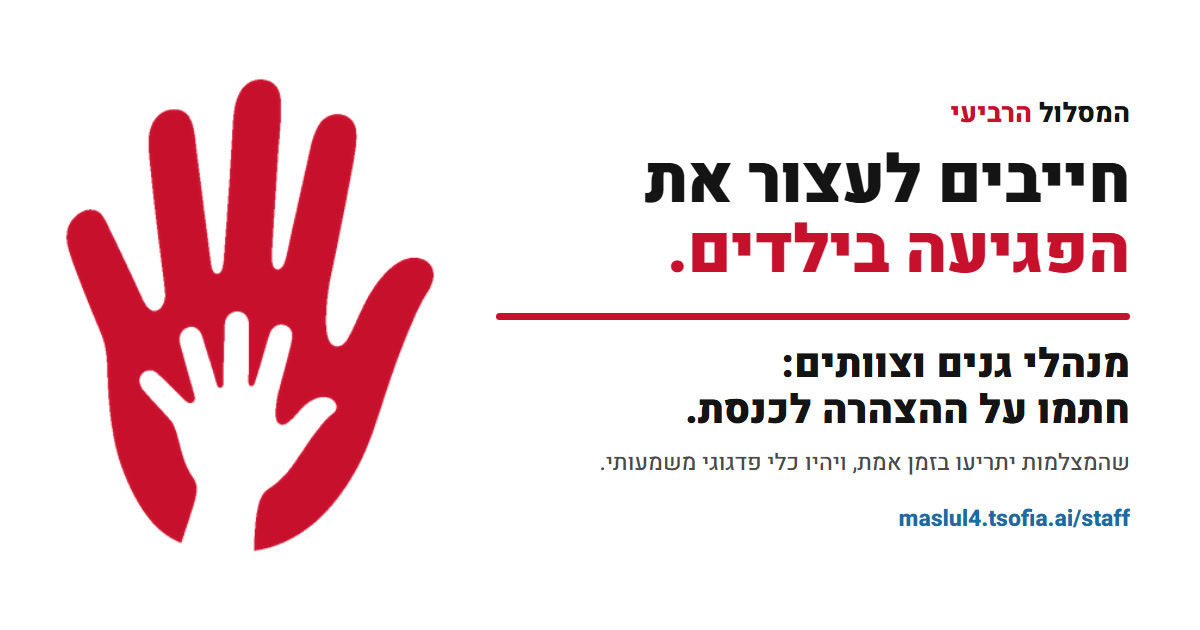 המסלול הרביעי
חייבים לעצור את
הפגיעה בילדים.
מנהלי גנים וצוותים:
חתמו על ההצהרה לכנסת.
שהמצלמות יתריעו בזמן אמת, ויהיו כלי פדגוגי משמעותי.
maslul4.tsofia.ai/staff